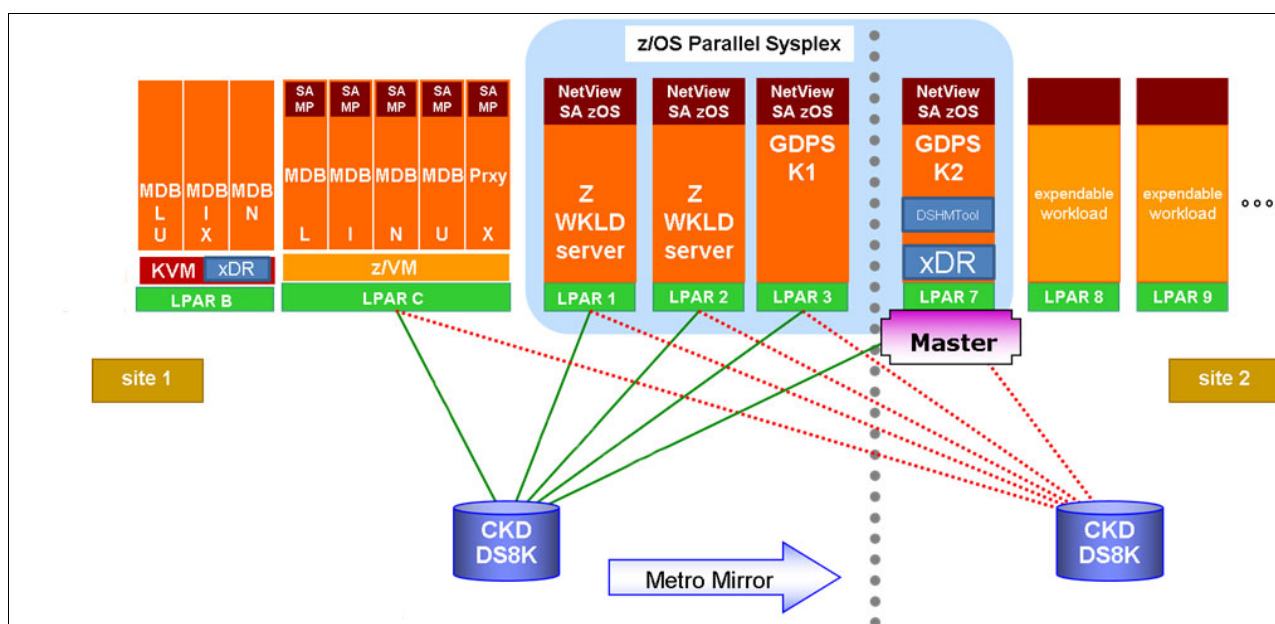 z/OS Parallel Sysplex
SA
MP
SA
MP
SA
MP
SA
MP
SA
MP
NetView
SA zOS
NetView
SA zOS
NetView
SA zOS
NetView
SA zOS
MDB
L
U
MDB
I
X
MDB
N
MDB
L
MDB
I
MDB
N
MDB
U
Prxy
X
Z
WKLD
server
Z
WKLD
server
GDPS
K1
GDPS
K2
DSHMTool
xDR
expendable
workload
expendable
workload
KVM
xDR
z/VM
LPAR B
LPAR C
LPAR 1
LPAR 2
LPAR 3
LPAR 7
LPAR 8
LPAR 9
Master
site 1
site 2
CKD
DS8K
CKD
DS8K
Metro Mirror